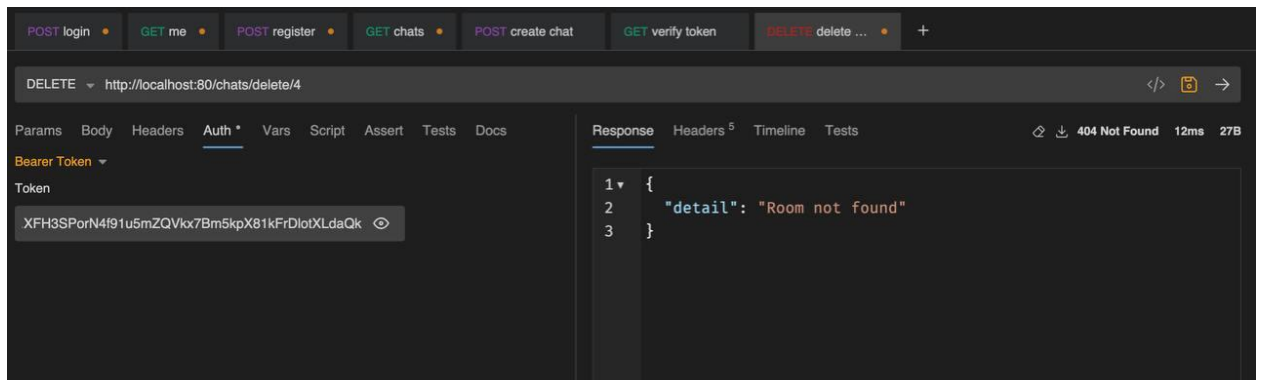 POST login GET me POST register GET chats POST create chat GET verify token DELETE delete ... +
DELETE http://localhost:80/chats/delete/4 </>
Params Body Headers Auth * Vars Script Assert Tests Docs
Bearer Token
Token
XFH3SPorN4f91u5mZQVkx7Bm5kpX81kFrDlotXLdaQk
Response Headers 5 Timeline Tests 404 Not Found 12ms 27B
1 {
2 "detail": "Room not found"
3 }